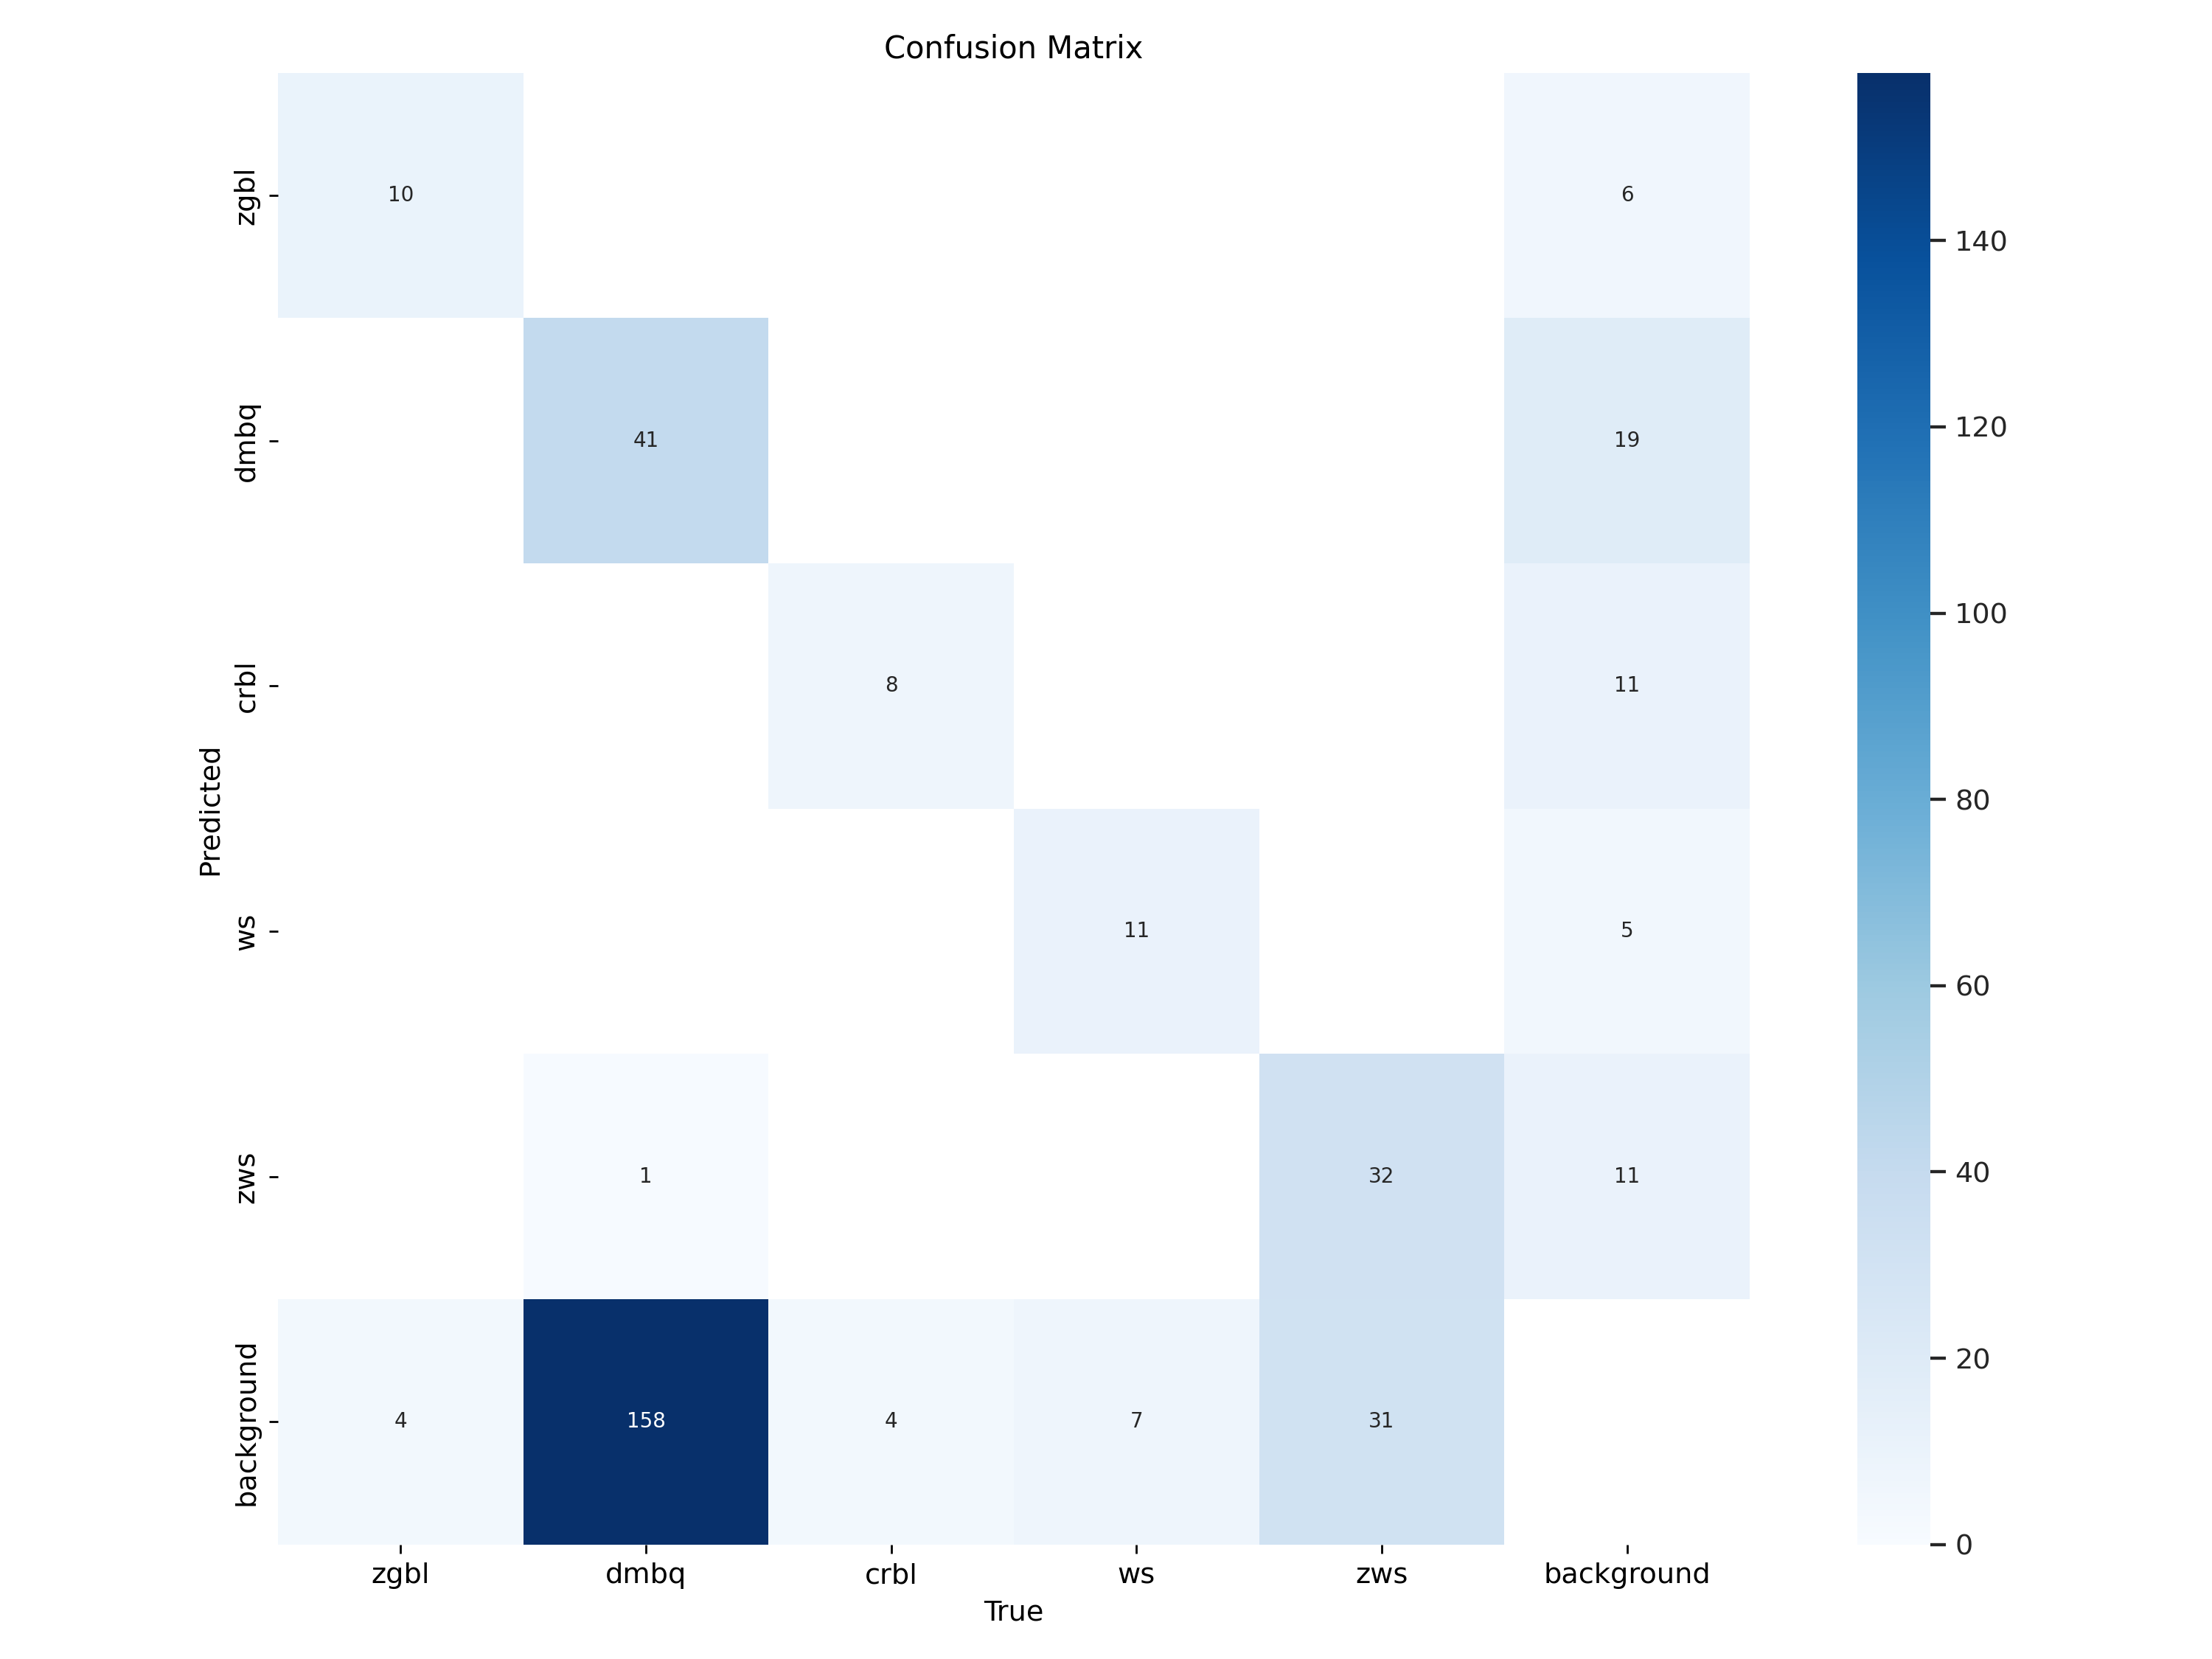 Confusion Matrix
zgbl 10 6
dmbq 41 19
crbl 8 11
ws 11 5
zws 1 32 11
background 4 158 4 7 31
Predicted
zgbl dmbq crbl ws zws background
True
140
120
100
80
60
40
20
0